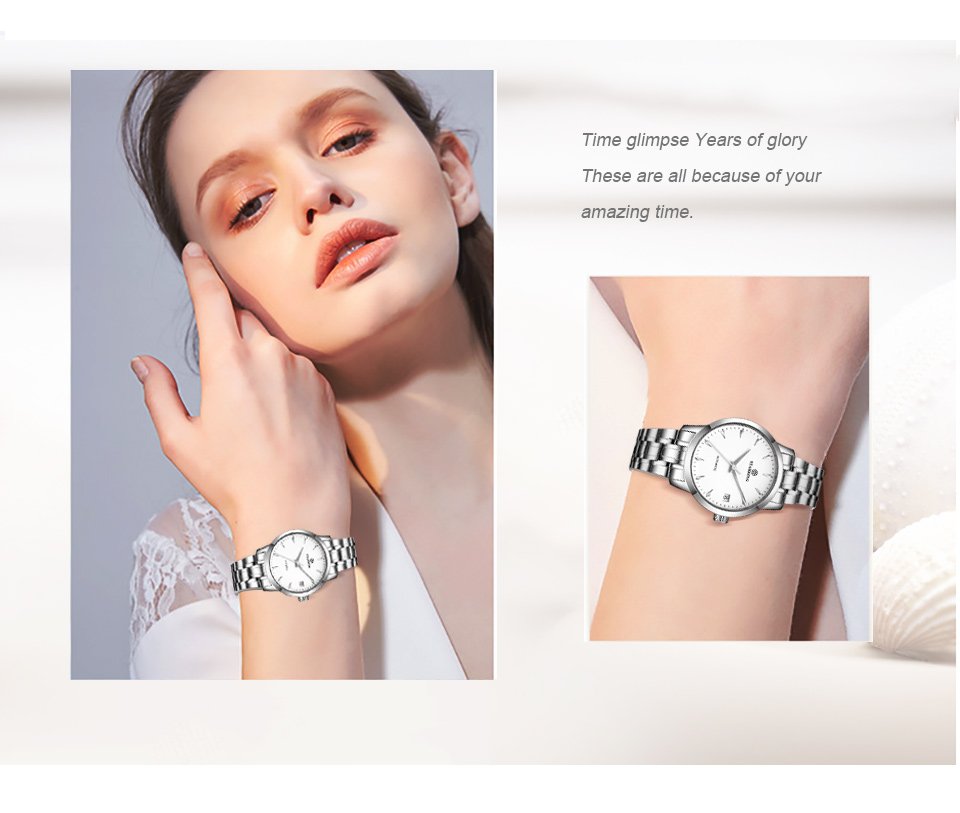 Time glimpse Years of glory
These are all because of your
amazing time.